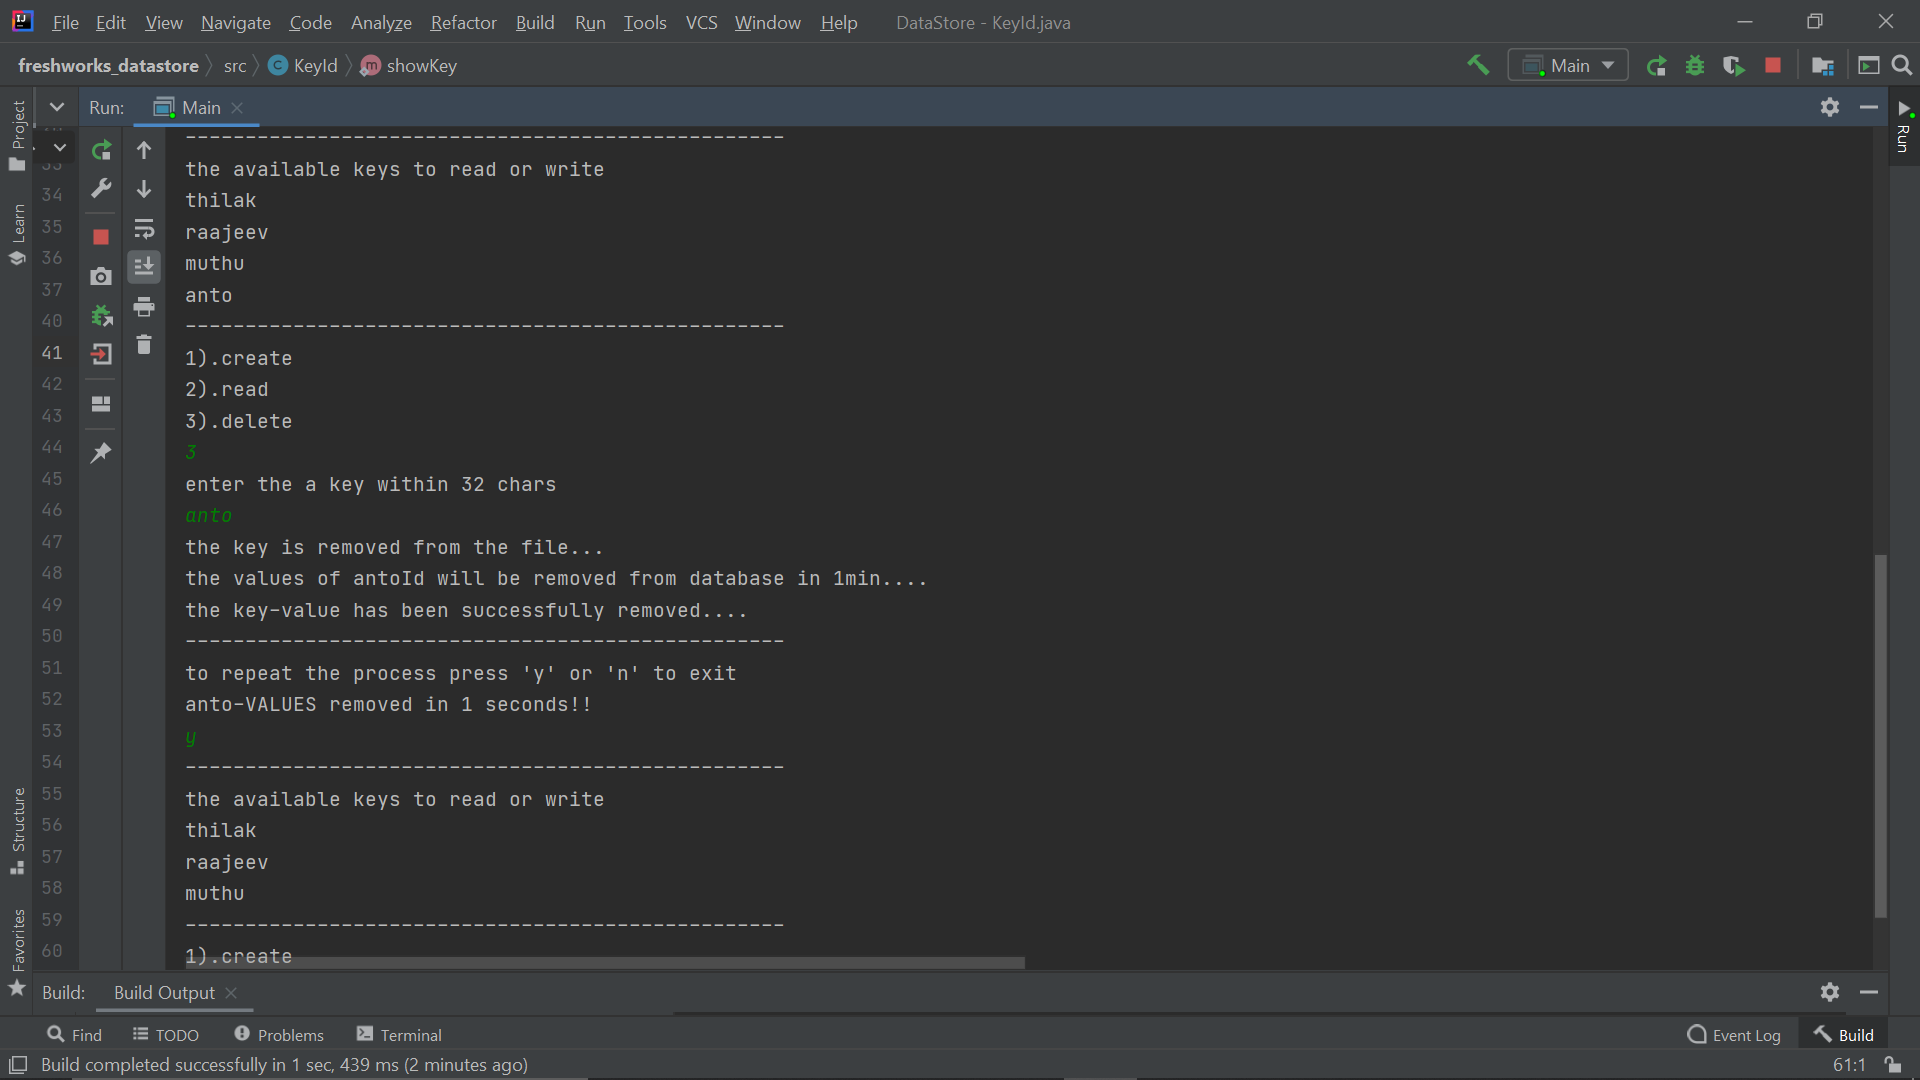 File Edit View Navigate Code Analyze Refactor Build Run Tools VCS Window Help DataStore - KeyId.java
freshworks_datastore src KeyId showKey Main
Run: Main
Project
Learn
Structure
Favorites
Run
34
35
36
37
40
41
42
43
44
45
46
47
48
49
50
51
52
53
54
55
56
57
58
59
60
--------------------------------------------------
the available keys to read or write
thilak
raajeev
muthu
anto
--------------------------------------------------
1).create
2).read
3).delete
3
enter the a key within 32 chars
anto
the key is removed from the file...
the values of antoId will be removed from database in 1min....
the key-value has been successfully removed....
--------------------------------------------------
to repeat the process press 'y' or 'n' to exit
anto-VALUES removed in 1 seconds!!
y
--------------------------------------------------
the available keys to read or write
thilak
raajeev
muthu
--------------------------------------------------
1).create
Build: Build Output
Find TODO Problems Terminal Event Log Build
Build completed successfully in 1 sec, 439 ms (2 minutes ago) 61:1